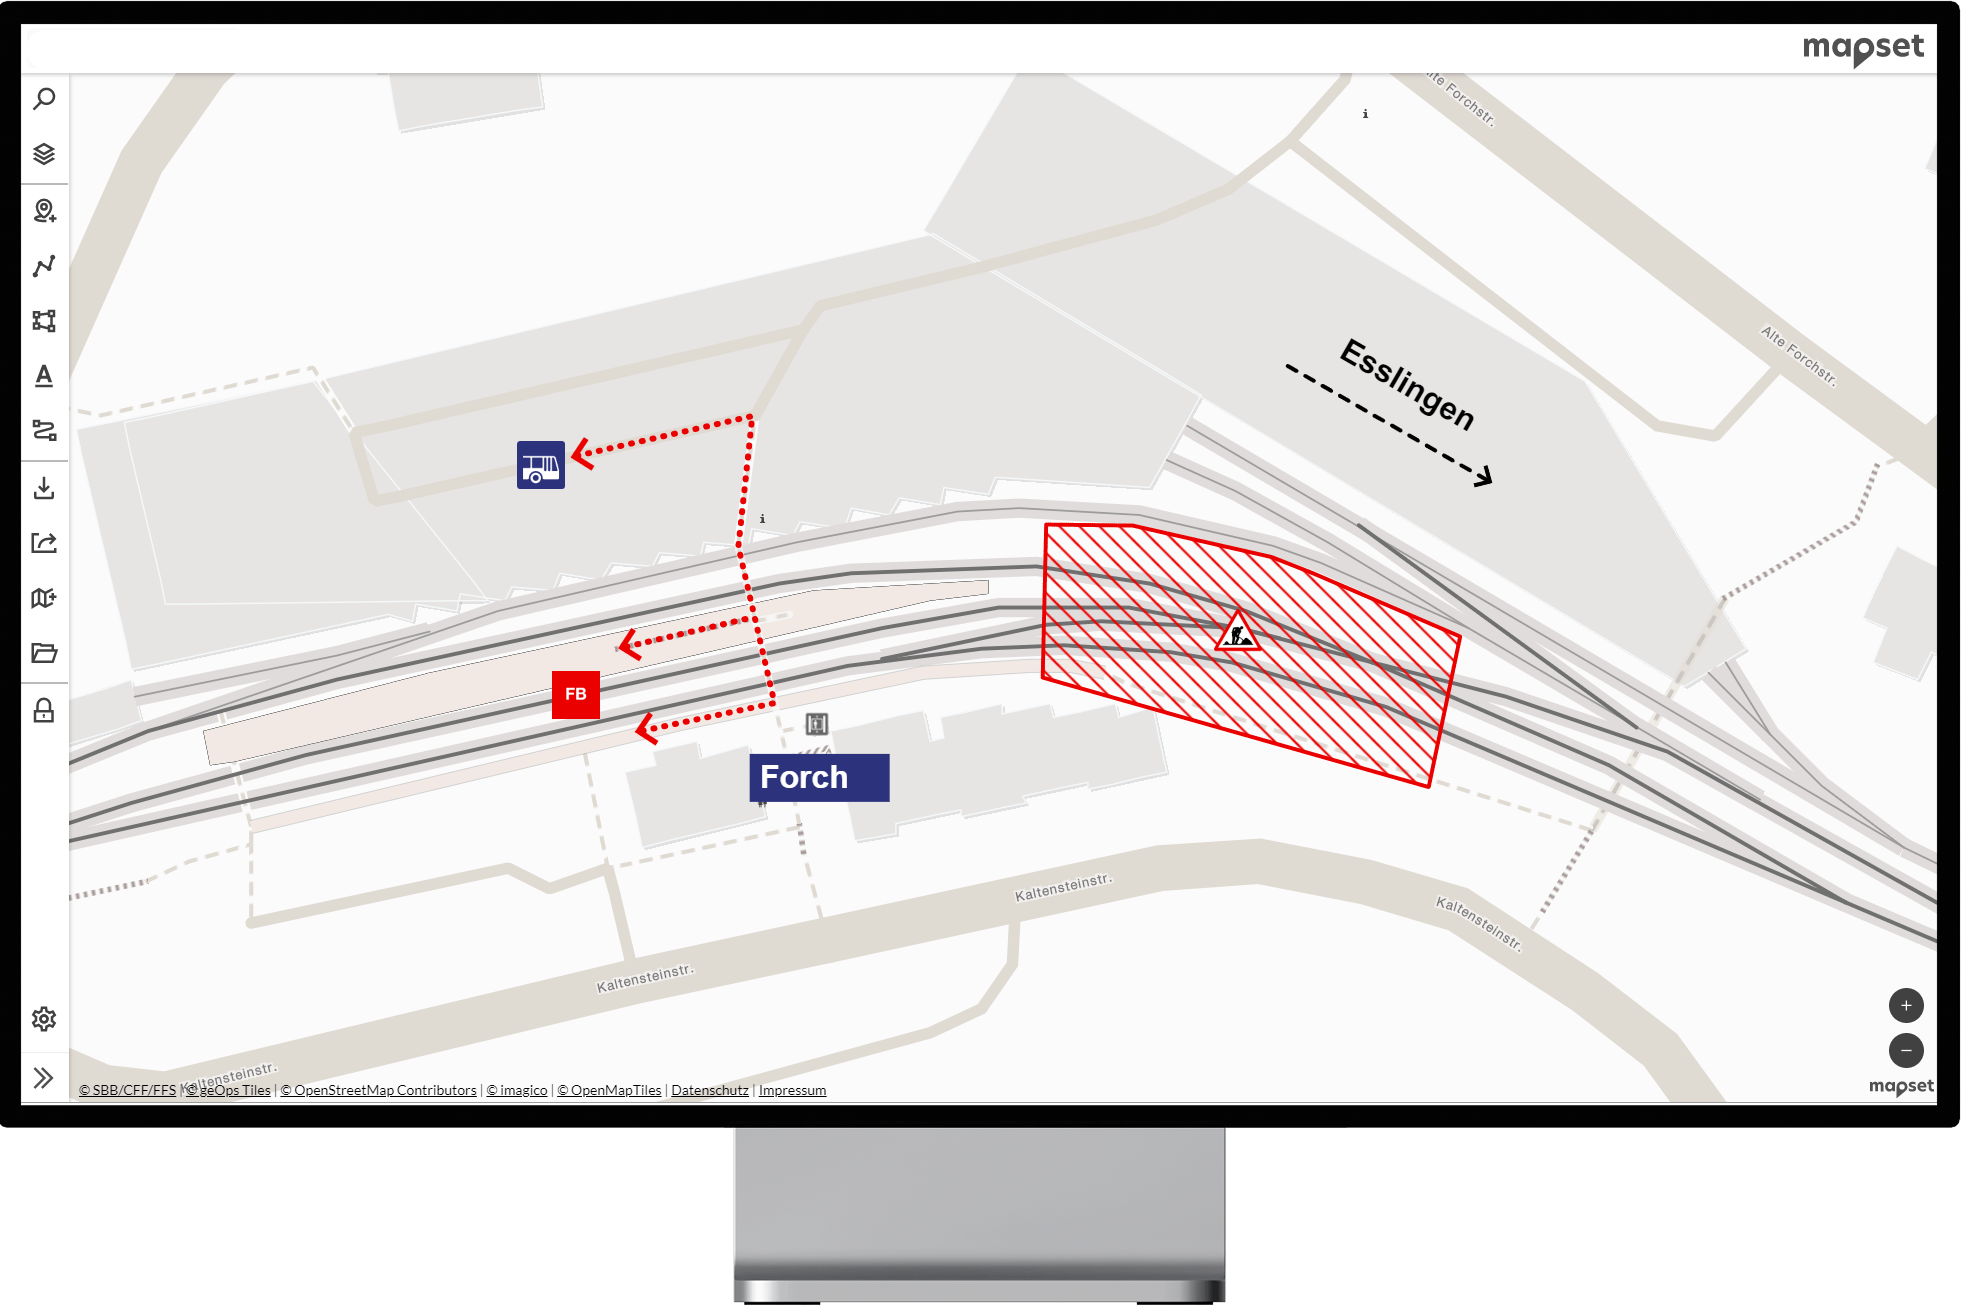 mapset
Alte Forchstr.
i
Alte Forchstr.
Esslingen
A
i
FB
Forch
Kaltensteinstr.
Kaltensteinstr.
Kaltensteinstr.
Kaltensteinstr.
© SBB/CFF/FFS | © geOps Tiles | © OpenStreetMap Contributors | © imagico | © OpenMapTiles | Datenschutz | Impressum
mapset